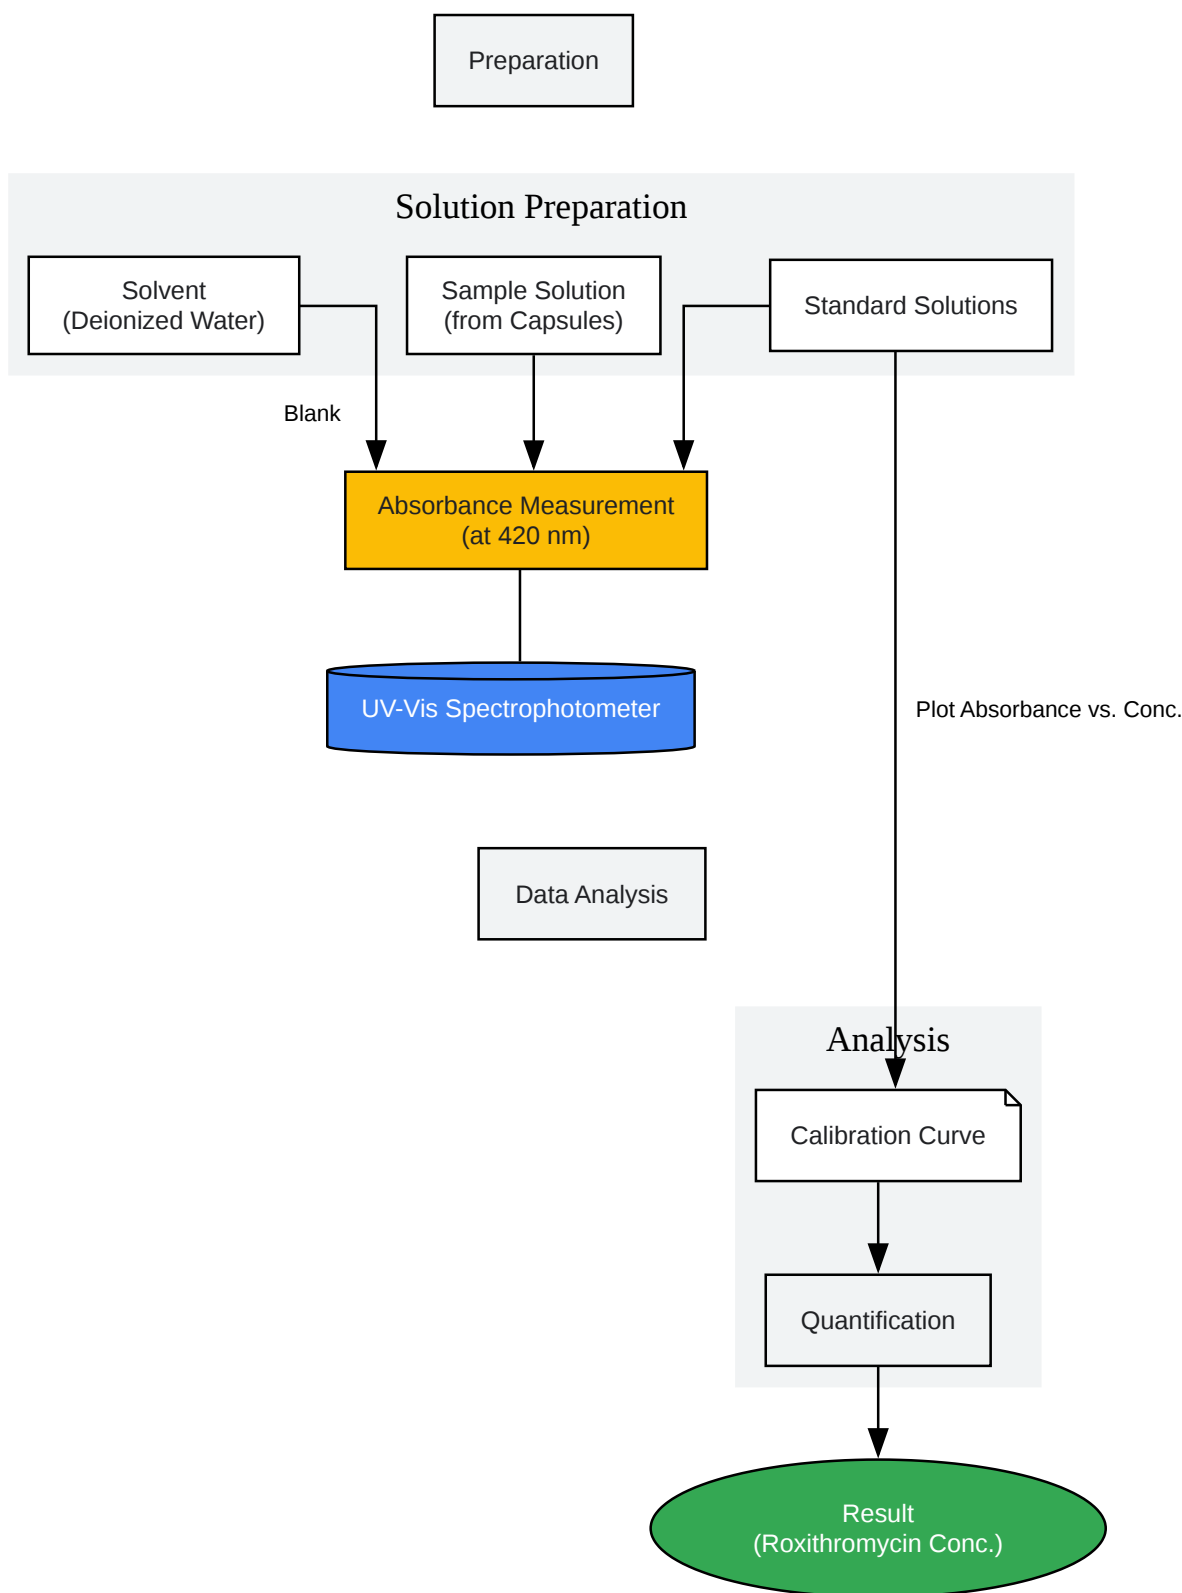 Preparation
Solution Preparation
Solvent
(Deionized Water)
Sample Solution
(from Capsules)
Standard Solutions
Blank
Absorbance Measurement
(at 420 nm)
UV-Vis Spectrophotometer
Plot Absorbance vs. Conc.
Data Analysis
Analysis
Calibration Curve
Quantification
Result
(Roxithromycin Conc.)